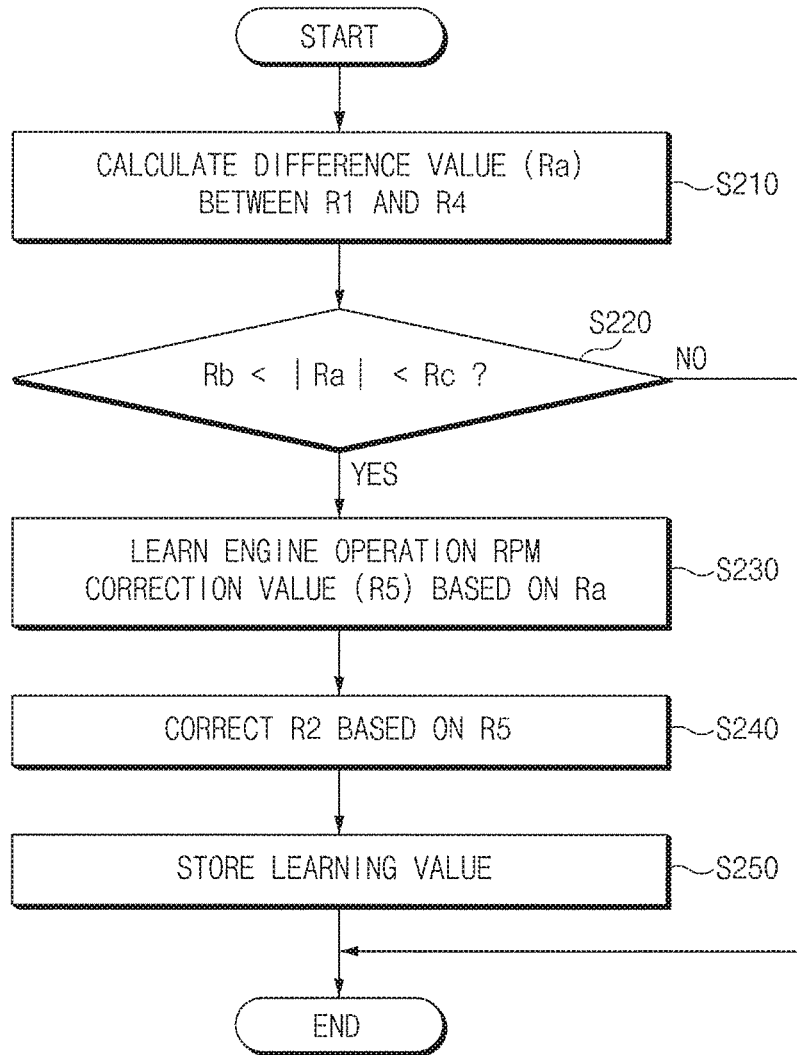 START
CALCULATE DIFFERENCE VALUE (Ra)
BETWEEN R1 AND R4
S210
S220
Rb < | Ra | < Rc ?
NO
YES
LEARN ENGINE OPERATION RPM
CORRECTION VALUE (R5) BASED ON Ra
S230
CORRECT R2 BASED ON R5
S240
STORE LEARNING VALUE
S250
END